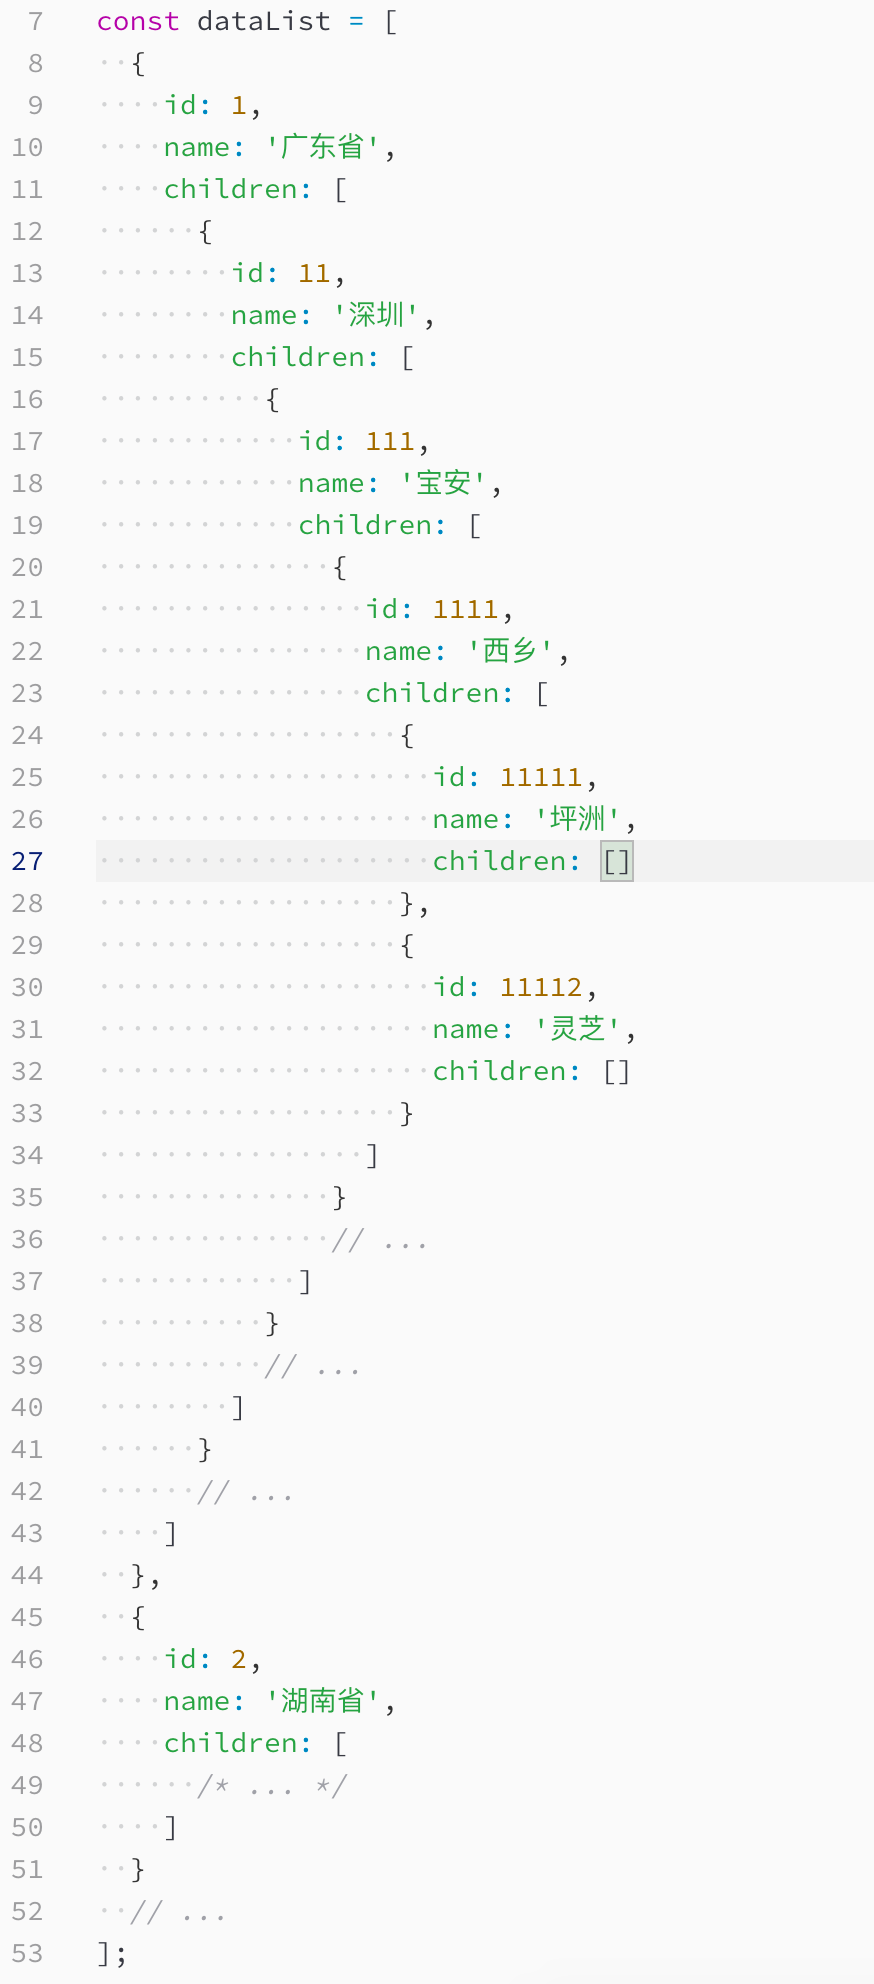 7 const dataList = [
8 ··{
9 ····id: 1,
10 ····name: '广东省',
11 ····children: [
12 ······{
13 ········id: 11,
14 ········name: '深圳',
15 ········children: [
16 ··········{
17 ············id: 111,
18 ············name: '宝安',
19 ············children: [
20 ··············{
21 ················id: 1111,
22 ················name: '西乡',
23 ················children: [
24 ··················{
25 ····················id: 11111,
26 ····················name: '坪洲',
27 ····················children: []
28 ··················},
29 ··················{
30 ····················id: 11112,
31 ····················name: '灵芝',
32 ····················children: []
33 ··················}
34 ················]
35 ··············}
36 ··············// ...
37 ············]
38 ··········}
39 ··········// ...
40 ········]
41 ······}
42 ······// ...
43 ····]
44 ··},
45 ··{
46 ····id: 2,
47 ····name: '湖南省',
48 ····children: [
49 ······/* ... */
50 ····]
51 ··}
52 ··// ...
53 ];